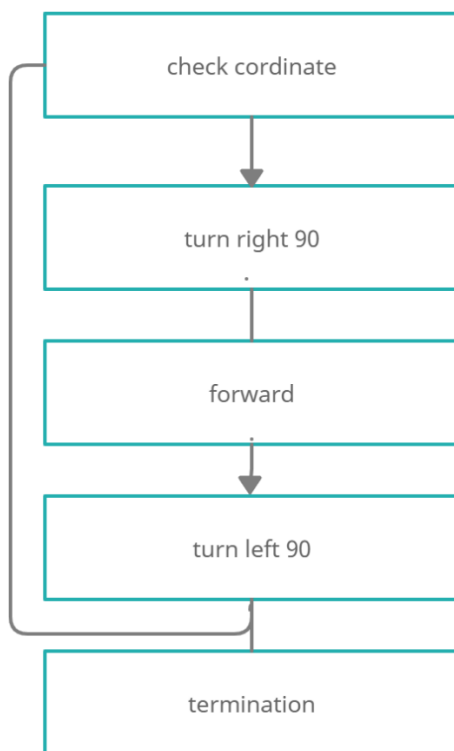 check cordinate
turn right 90
.
forward
turn left 90
termination